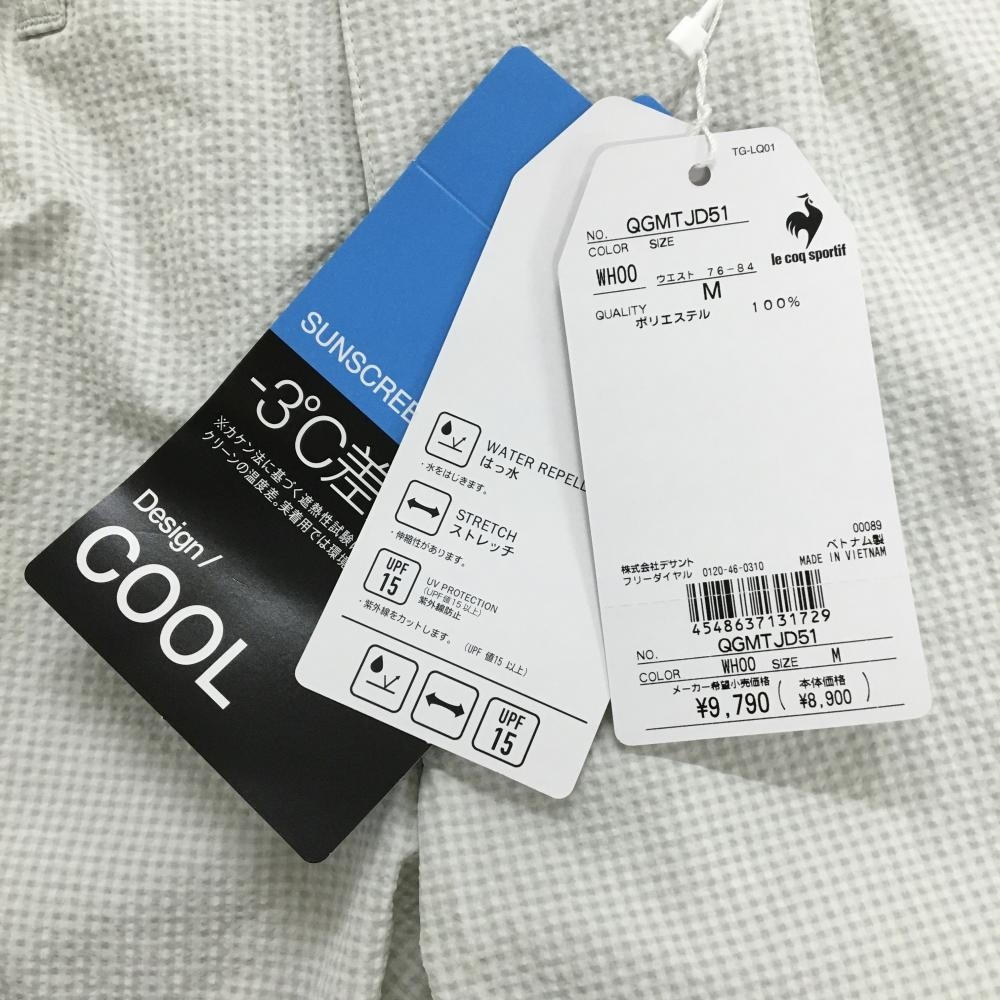 TG-LQ01
le coq sportif
NO. QGMTJD51
COLOR SIZE
WH00 ウエスト 76-84
M
QUALITY
ポリエステル 100%
00089
ベトナム製
MADE IN VIETNAM
株式会社デサント
フリーダイヤル 0120-46-0310
4548637131729
NO. QGMTJD51
COLOR WH00 SIZE M
メーカー希望小売価格 (本体価格
¥9,790 ¥8,900)
WATER REPELL
はっ水
・水をはじきます。
STRETCH
ストレッチ
・伸縮性があります。
UPF
15
UV PROTECTION
(UPF値15以上)
紫外線防止
・紫外線をカットします。 (UPF 値15 以上)
UPF
15
SUNSCREE
-3℃差
※カケン法に基づく遮熱性試験
クリーンの温度差。実着用では環境
Design/
COOL